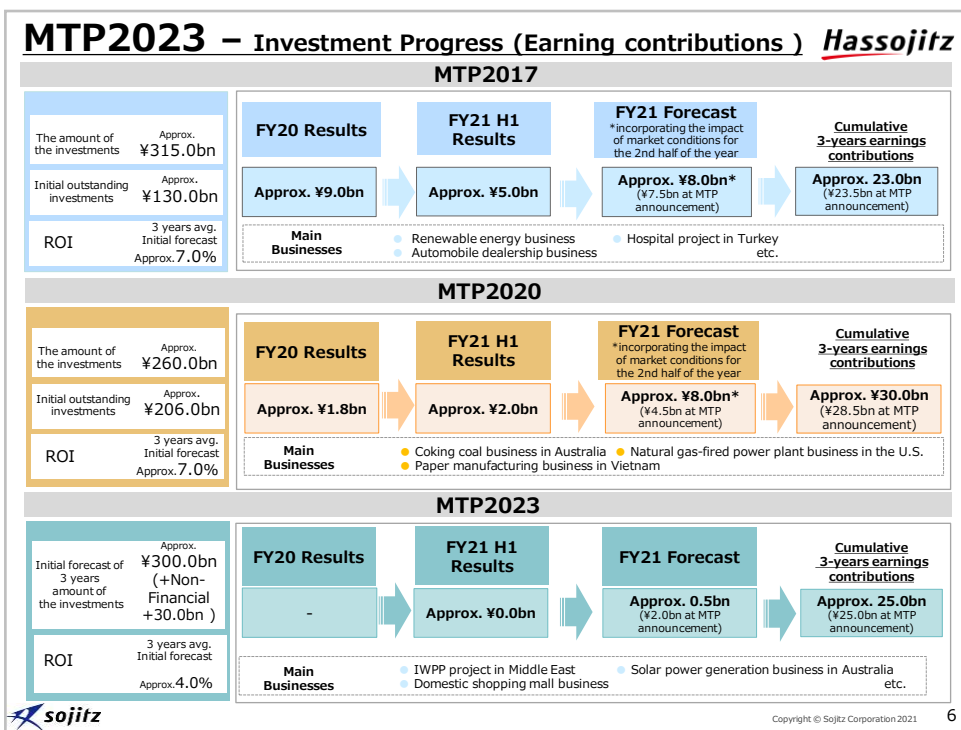 MTP2023 – Investment Progress (Earning contributions )
Hassojitz
MTP2017
The amount of
the investments
Approx.
¥315.0bn
Initial outstanding
investments
Approx.
¥130.0bn
ROI
3 years avg.
Initial forecast
Approx.7.0%
FY20 Results
FY21 H1
Results
FY21 Forecast
*incorporating the impact
of market conditions for
the 2nd half of the year
Cumulative
3-years earnings
contributions
Approx. ¥9.0bn
Approx. ¥5.0bn
Approx. ¥8.0bn*
(¥7.5bn at MTP
announcement)
Approx. 23.0bn
(¥23.5bn at MTP
announcement)
Main
Businesses
Renewable energy business
Hospital project in Turkey
Automobile dealership business
etc.
MTP2020
The amount of
the investments
Approx.
¥260.0bn
Initial outstanding
investments
Approx.
¥206.0bn
ROI
3 years avg.
Initial forecast
Approx.7.0%
FY20 Results
FY21 H1
Results
FY21 Forecast
*incorporating the impact
of market conditions for
the 2nd half of the year
Cumulative
3-years earnings
contributions
Approx. ¥1.8bn
Approx. ¥2.0bn
Approx. ¥8.0bn*
(¥4.5bn at MTP
announcement)
Approx. ¥30.0bn
(¥28.5bn at MTP
announcement)
Main
Businesses
Coking coal business in Australia
Natural gas-fired power plant business in the U.S.
Paper manufacturing business in Vietnam
MTP2023
Initial forecast of
3 years
amount of
the investments
Approx.
¥300.0bn
(+Non-
Financial
+30.0bn )
ROI
3 years avg.
Initial forecast
Approx.4.0%
FY20 Results
FY21 H1
Results
FY21 Forecast
Cumulative
3-years earnings
contributions
-
Approx. ¥0.0bn
Approx. 0.5bn
(¥2.0bn at MTP
announcement)
Approx. 25.0bn
(¥25.0bn at MTP
announcement)
Main
Businesses
IWPP project in Middle East
Solar power generation business in Australia
Domestic shopping mall business
etc.
sojitz
Copyright © Sojitz Corporation 2021
6